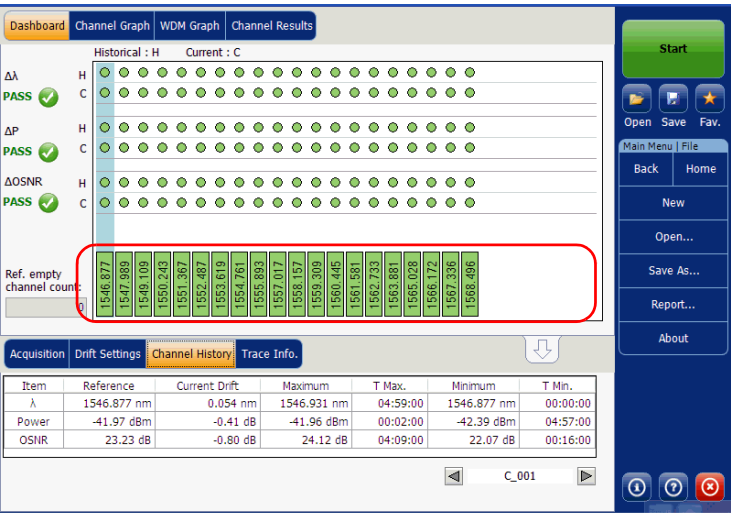 Dashboard Channel Graph WDM Graph Channel Results
Historical : H Current : C
Δλ H
PASS C
ΔP H
PASS C
ΔOSNR H
PASS C
Ref. empty
channel count:
0
1546.877 1547.989 1549.109 1550.243 1551.367 1552.487 1553.619 1554.761 1555.893 1557.017 1558.157 1559.309 1560.445 1561.581 1562.733 1563.881 1565.028 1566.172 1567.336 1568.496
Acquisition Drift Settings Channel History Trace Info.
Item Reference Current Drift Maximum T Max. Minimum T Min.
λ 1546.877 nm 0.054 nm 1546.931 nm 04:59:00 1546.877 nm 00:00:00
Power -41.97 dBm -0.41 dB -41.96 dBm 00:02:00 -42.39 dBm 04:57:00
OSNR 23.23 dB -0.80 dB 24.12 dB 04:09:00 22.07 dB 00:16:00
C_001
Start
Open Save Fav.
Main Menu | File
Back Home
New
Open...
Save As...
Report...
About